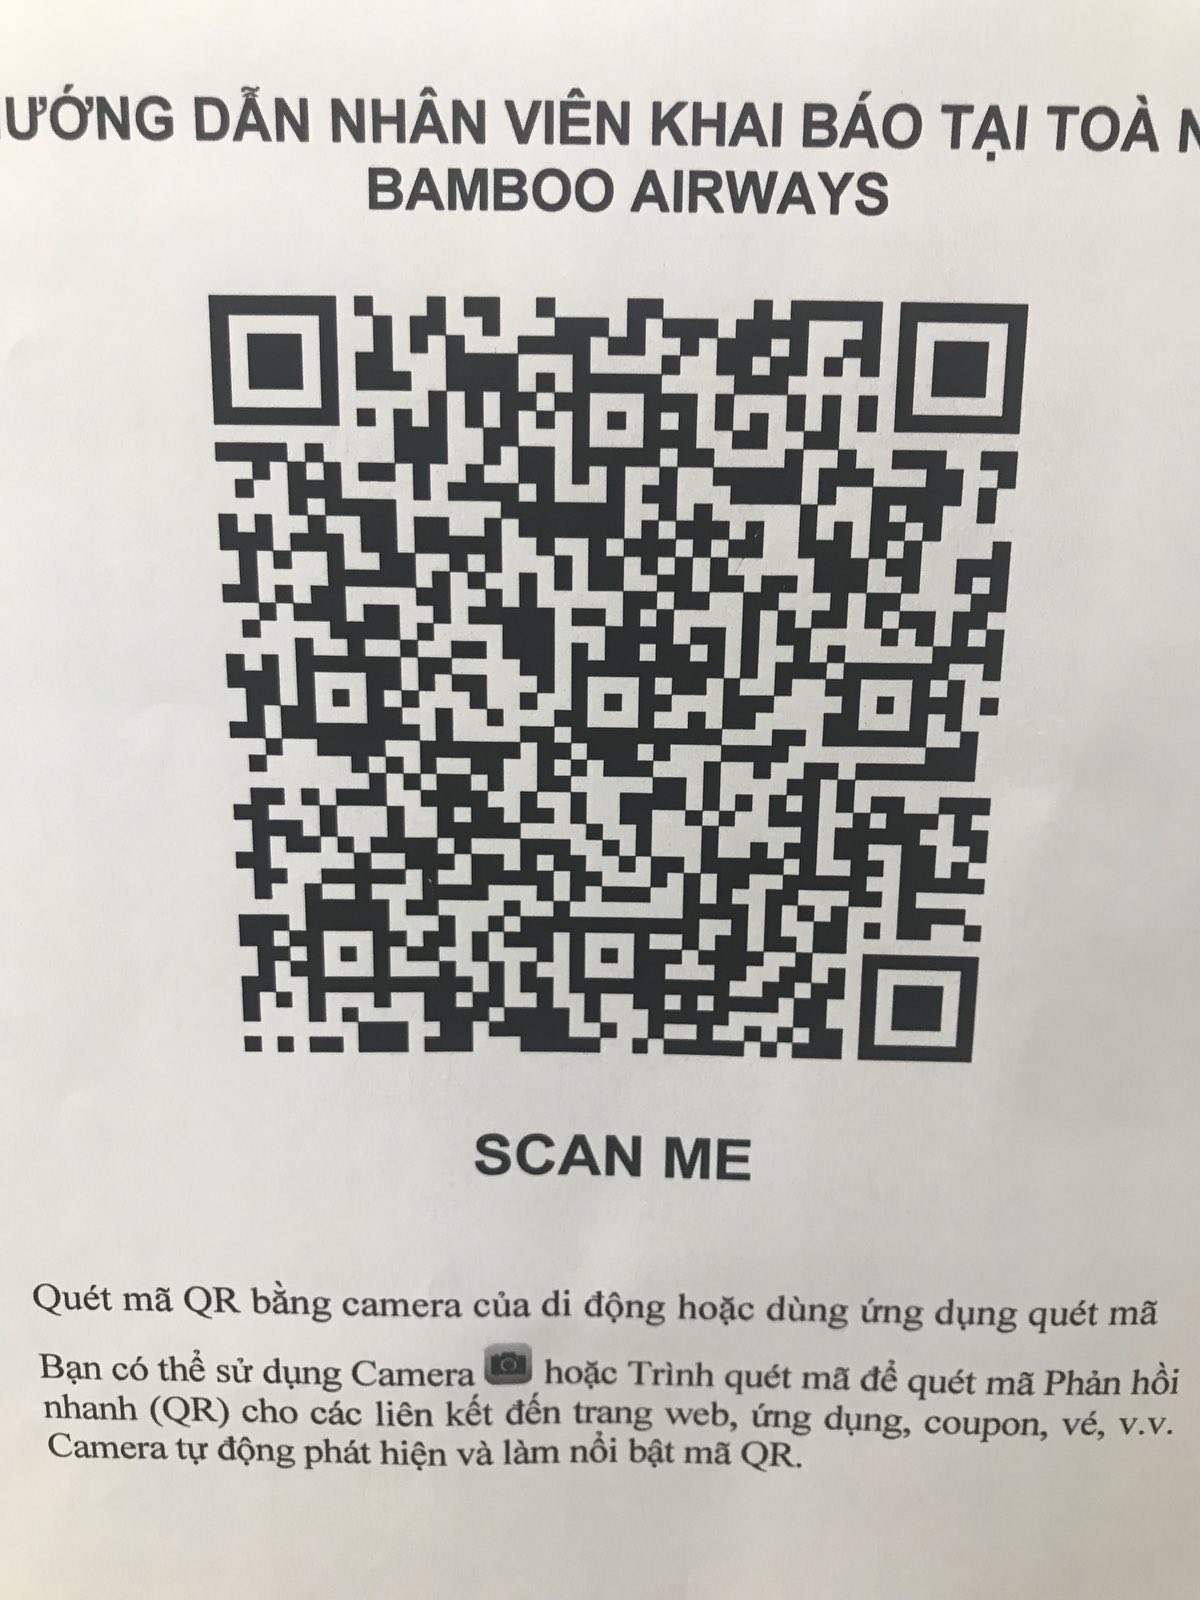 HƯỚNG DẪN NHÂN VIÊN KHAI BÁO TẠI TOÀ
BAMBOO AIRWAYS
SCAN ME
Quét mã QR bằng camera của di động hoặc dùng ứng dụng quét mã
Bạn có thể sử dụng Camera hoặc Trình quét mã để quét mã Phản hồi
nhanh (QR) cho các liên kết đến trang web, ứng dụng, coupon, vé, v.v.
Camera tự động phát hiện và làm nổi bật mã QR.